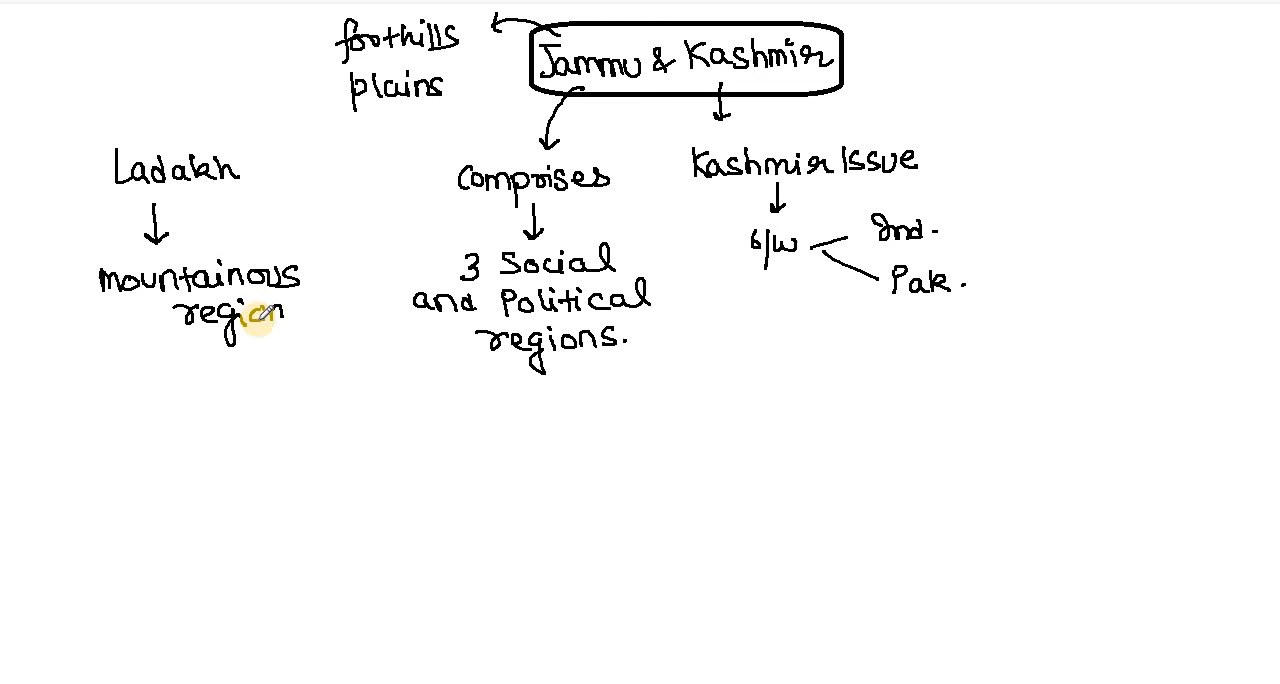 foothills
plains
Jammu & Kashmir
Ladakh
mountainous
region
Comprises
3 Social
and Political
regions.
Kashmir Issue
b/w
Ind.
Pak.